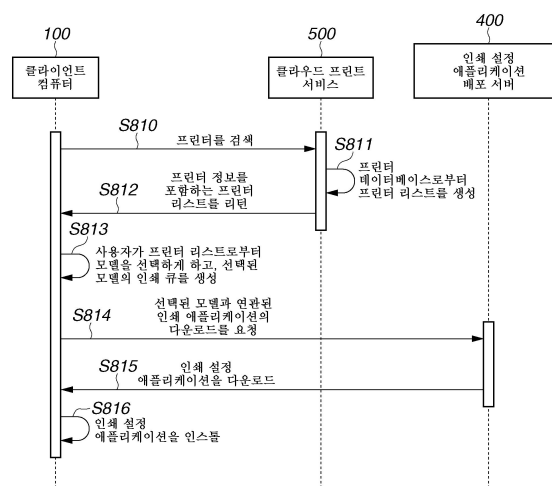 100
500
400
클라이언트
컴퓨터
클라우드 프린트
서비스
인쇄 설정
애플리케이션
배포 서버
S810
프린터를 검색
S811
프린터
데이터베이스로부터
프린터 리스트를 생성
S812
프린터 정보를
포함하는 프린터
리스트를 리턴
S813
사용자가 프린터 리스트로부터
모델을 선택하게 하고, 선택된
모델의 인쇄 큐를 생성
S814
선택된 모델과 연관된
인쇄 애플리케이션의
다운로드를 요청
S815
인쇄 설정
애플리케이션을 다운로드
S816
인쇄 설정
애플리케이션을 인스톨